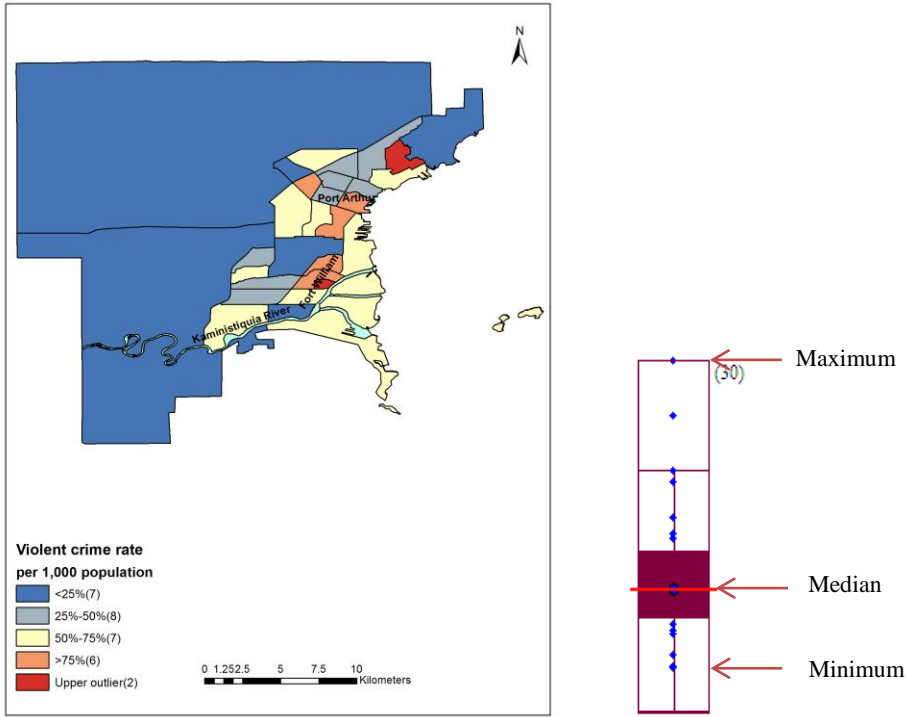 N
Port Arthur
Fort William
Kaministiquia River
Violent crime rate
per 1,000 population
<25%(7)
25%-50%(8)
50%-75%(7)
>75%(6)
Upper outlier(2)
0 1.252.5 5 7.5 10
Kilometers
Maximum
(30)
Median
Minimum